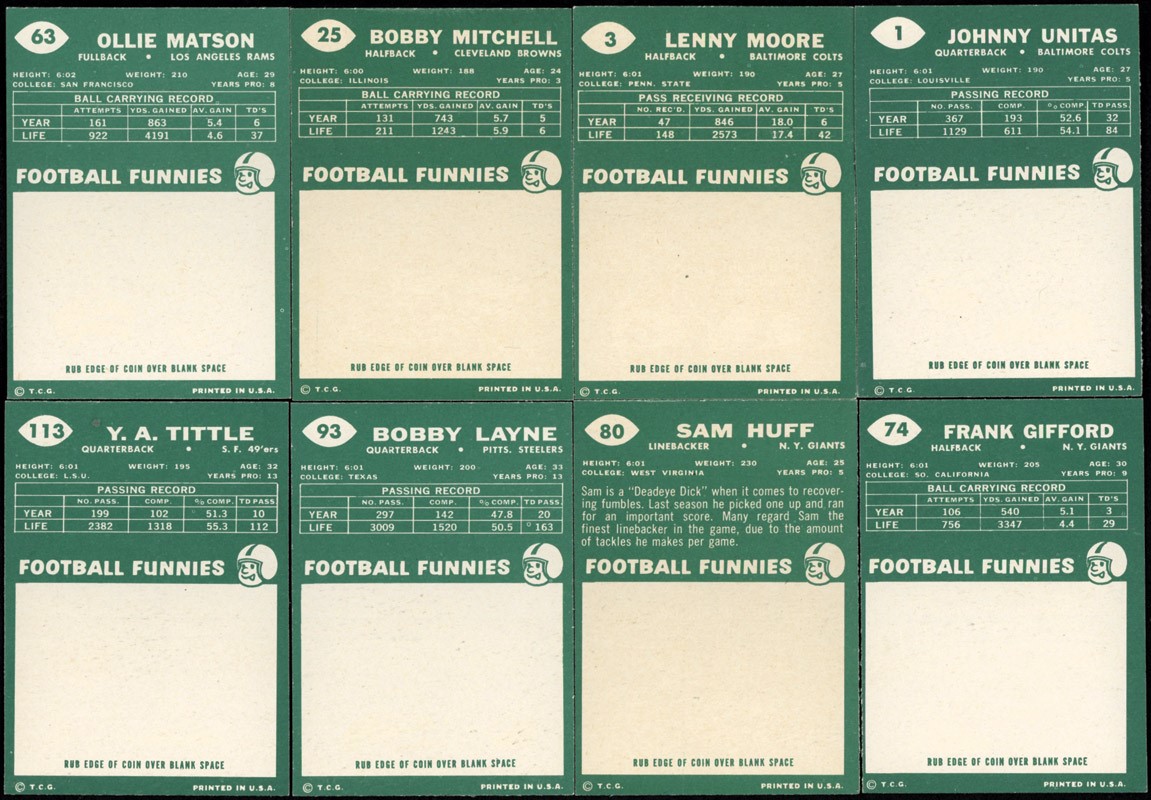 63
OLLIE MATSON
FULLBACK • LOS ANGELES RAMS
HEIGHT: 6:02 WEIGHT: 210 AGE: 29
COLLEGE: SAN FRANCISCO YEARS PRO: 8
BALL CARRYING RECORD
ATTEMPTS YDS. GAINED AV. GAIN TD'S
YEAR 161 863 5.4 6
LIFE 922 4191 4.6 37
FOOTBALL FUNNIES
RUB EDGE OF COIN OVER BLANK SPACE
© T.C.G. PRINTED IN U.S.A.
25
BOBBY MITCHELL
HALFBACK • CLEVELAND BROWNS
HEIGHT: 6:00 WEIGHT: 188 AGE: 24
COLLEGE: ILLINOIS YEARS PRO: 3
BALL CARRYING RECORD
ATTEMPTS YDS. GAINED AV. GAIN TD'S
YEAR 131 743 5.7 5
LIFE 211 1243 5.9 6
FOOTBALL FUNNIES
RUB EDGE OF COIN OVER BLANK SPACE
© T.C.G. PRINTED IN U.S.A.
3
LENNY MOORE
HALFBACK • BALTIMORE COLTS
HEIGHT: 6:01 WEIGHT: 190 AGE: 27
COLLEGE: PENN. STATE YEARS PRO: 5
PASS RECEIVING RECORD
NO. REC'D. YDS. GAINED AV. GAIN TD'S
YEAR 47 846 18.0 6
LIFE 148 2573 17.4 42
FOOTBALL FUNNIES
RUB EDGE OF COIN OVER BLANK SPACE
© T.C.G. PRINTED IN U.S.A.
1
JOHNNY UNITAS
QUARTERBACK • BALTIMORE COLTS
HEIGHT: 6:01 WEIGHT: 190 AGE: 27
COLLEGE: LOUISVILLE YEARS PRO: 5
PASSING RECORD
NO. PASS. COMP. % COMP. TD PASS.
YEAR 367 193 52.6 32
LIFE 1129 611 54.1 84
FOOTBALL FUNNIES
RUB EDGE OF COIN OVER BLANK SPACE
© T.C.G. PRINTED IN U.S.A.
113
Y. A. TITTLE
QUARTERBACK • S. F. 49'ers
HEIGHT: 6:01 WEIGHT: 195 AGE: 32
COLLEGE: L.S.U. YEARS PRO: 13
PASSING RECORD
NO. PASS. COMP. % COMP. TD PASS.
YEAR 199 102 51.3 10
LIFE 2382 1318 55.3 112
FOOTBALL FUNNIES
RUB EDGE OF COIN OVER BLANK SPACE
© T.C.G. PRINTED IN U.S.A.
93
BOBBY LAYNE
QUARTERBACK • PITTS. STEELERS
HEIGHT: 6:01 WEIGHT: 200 AGE: 33
COLLEGE: TEXAS YEARS PRO: 13
PASSING RECORD
NO. PASS. COMP. % COMP. TD PASS.
YEAR 297 142 47.8 20
LIFE 3009 1520 50.5 163
FOOTBALL FUNNIES
RUB EDGE OF COIN OVER BLANK SPACE
© T.C.G. PRINTED IN U.S.A.
80
SAM HUFF
LINEBACKER • N. Y. GIANTS
HEIGHT: 6:01 WEIGHT: 230 AGE: 25
COLLEGE: WEST VIRGINIA YEARS PRO: 5
Sam is a "Deadeye Dick" when it comes to recover-
ing fumbles. Last season he picked one up and ran
for an important score. Many regard Sam the
finest linebacker in the game, due to the amount
of tackles he makes per game.
FOOTBALL FUNNIES
RUB EDGE OF COIN OVER BLANK SPACE
© T.C.G. PRINTED IN U.S.A.
74
FRANK GIFFORD
HALFBACK • N. Y. GIANTS
HEIGHT: 6:01 WEIGHT: 205 AGE: 30
COLLEGE: SO. CALIFORNIA YEARS PRO: 9
BALL CARRYING RECORD
ATTEMPTS YDS. GAINED AV. GAIN TD'S
YEAR 106 540 5.1 3
LIFE 756 3347 4.4 29
FOOTBALL FUNNIES
RUB EDGE OF COIN OVER BLANK SPACE
© T.C.G. PRINTED IN U.S.A.